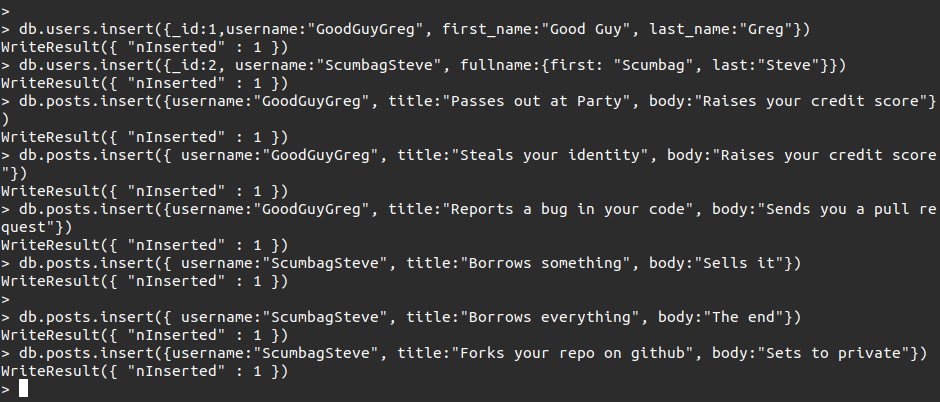 >
> db.users.insert({_id:1,username:"GoodGuyGreg", first_name:"Good Guy", last_name:"Greg"})
WriteResult({ "nInserted" : 1 })
> db.users.insert({_id:2, username:"ScumbagSteve", fullname:{first: "Scumbag", last:"Steve"}})
WriteResult({ "nInserted" : 1 })
> db.posts.insert({username:"GoodGuyGreg", title:"Passes out at Party", body:"Raises your credit score"}
)
WriteResult({ "nInserted" : 1 })
> db.posts.insert({ username:"GoodGuyGreg", title:"Steals your identity", body:"Raises your credit score
"})
WriteResult({ "nInserted" : 1 })
> db.posts.insert({username:"GoodGuyGreg", title:"Reports a bug in your code", body:"Sends you a pull re
quest"})
WriteResult({ "nInserted" : 1 })
> db.posts.insert({ username:"ScumbagSteve", title:"Borrows something", body:"Sells it"})
WriteResult({ "nInserted" : 1 })
>
> db.posts.insert({ username:"ScumbagSteve", title:"Borrows everything", body:"The end"})
WriteResult({ "nInserted" : 1 })
> db.posts.insert({username:"ScumbagSteve", title:"Forks your repo on github", body:"Sets to private"})
WriteResult({ "nInserted" : 1 })
>